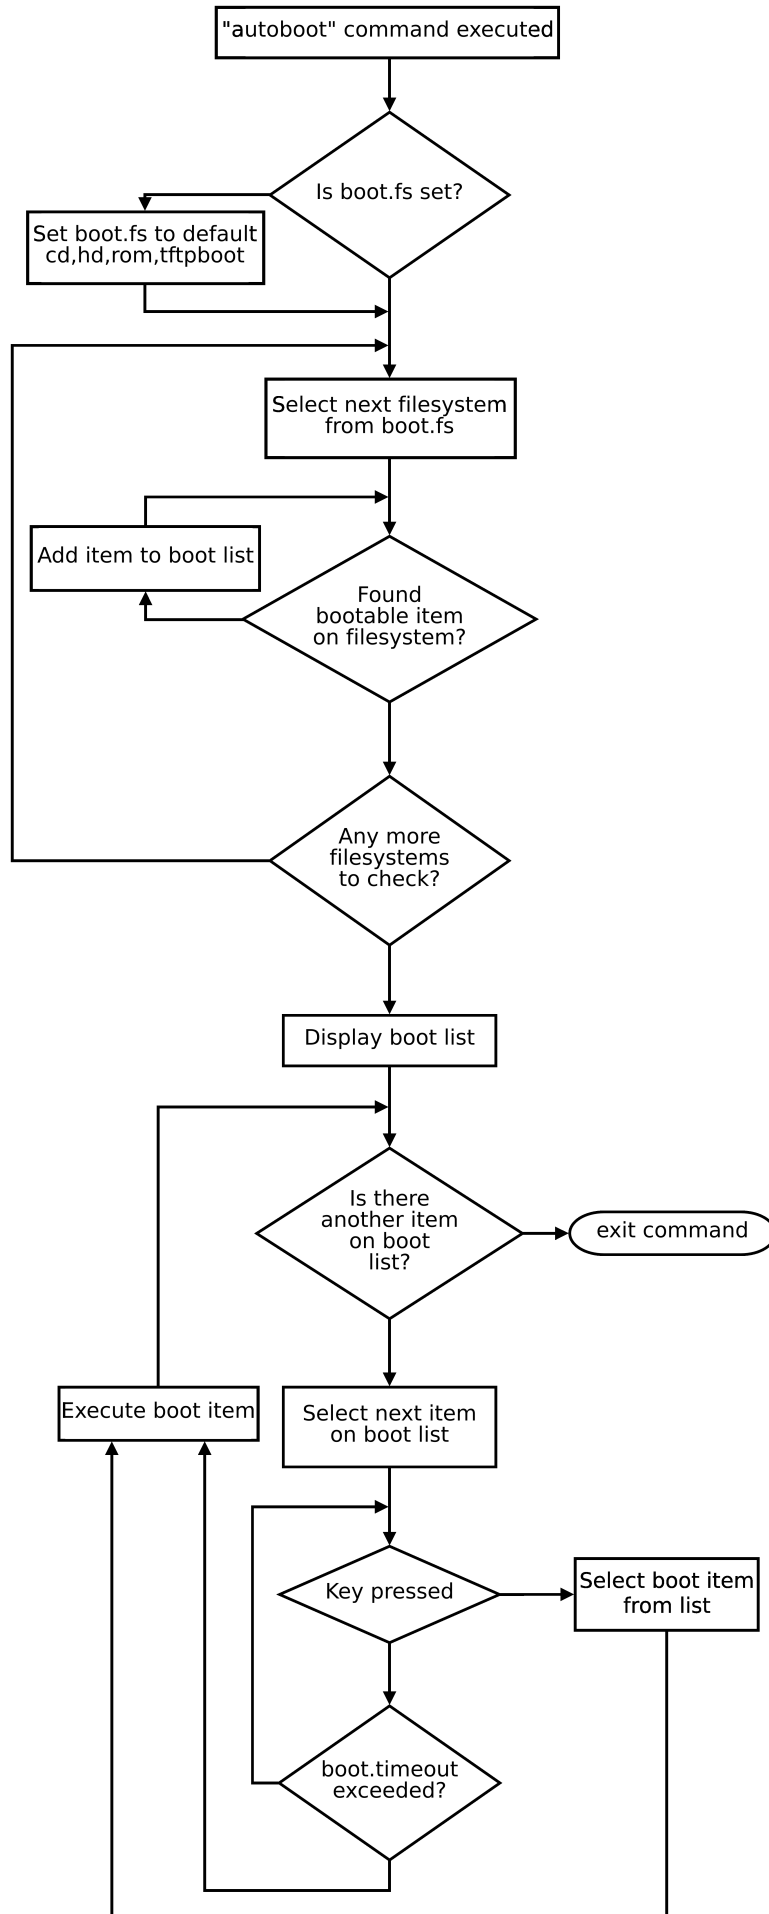 "autoboot" command executed
Is boot.fs set?
Set boot.fs to default
cd,hd,rom,tftpboot
Select next filesystem
from boot.fs
Add item to boot list
Found
bootable item
on filesystem?
Any more
filesystems
to check?
Display boot list
Is there
another item
on boot
list?
exit command
Execute boot item
Select next item
on boot list
Key pressed
Select boot item
from list
boot.timeout
exceeded?